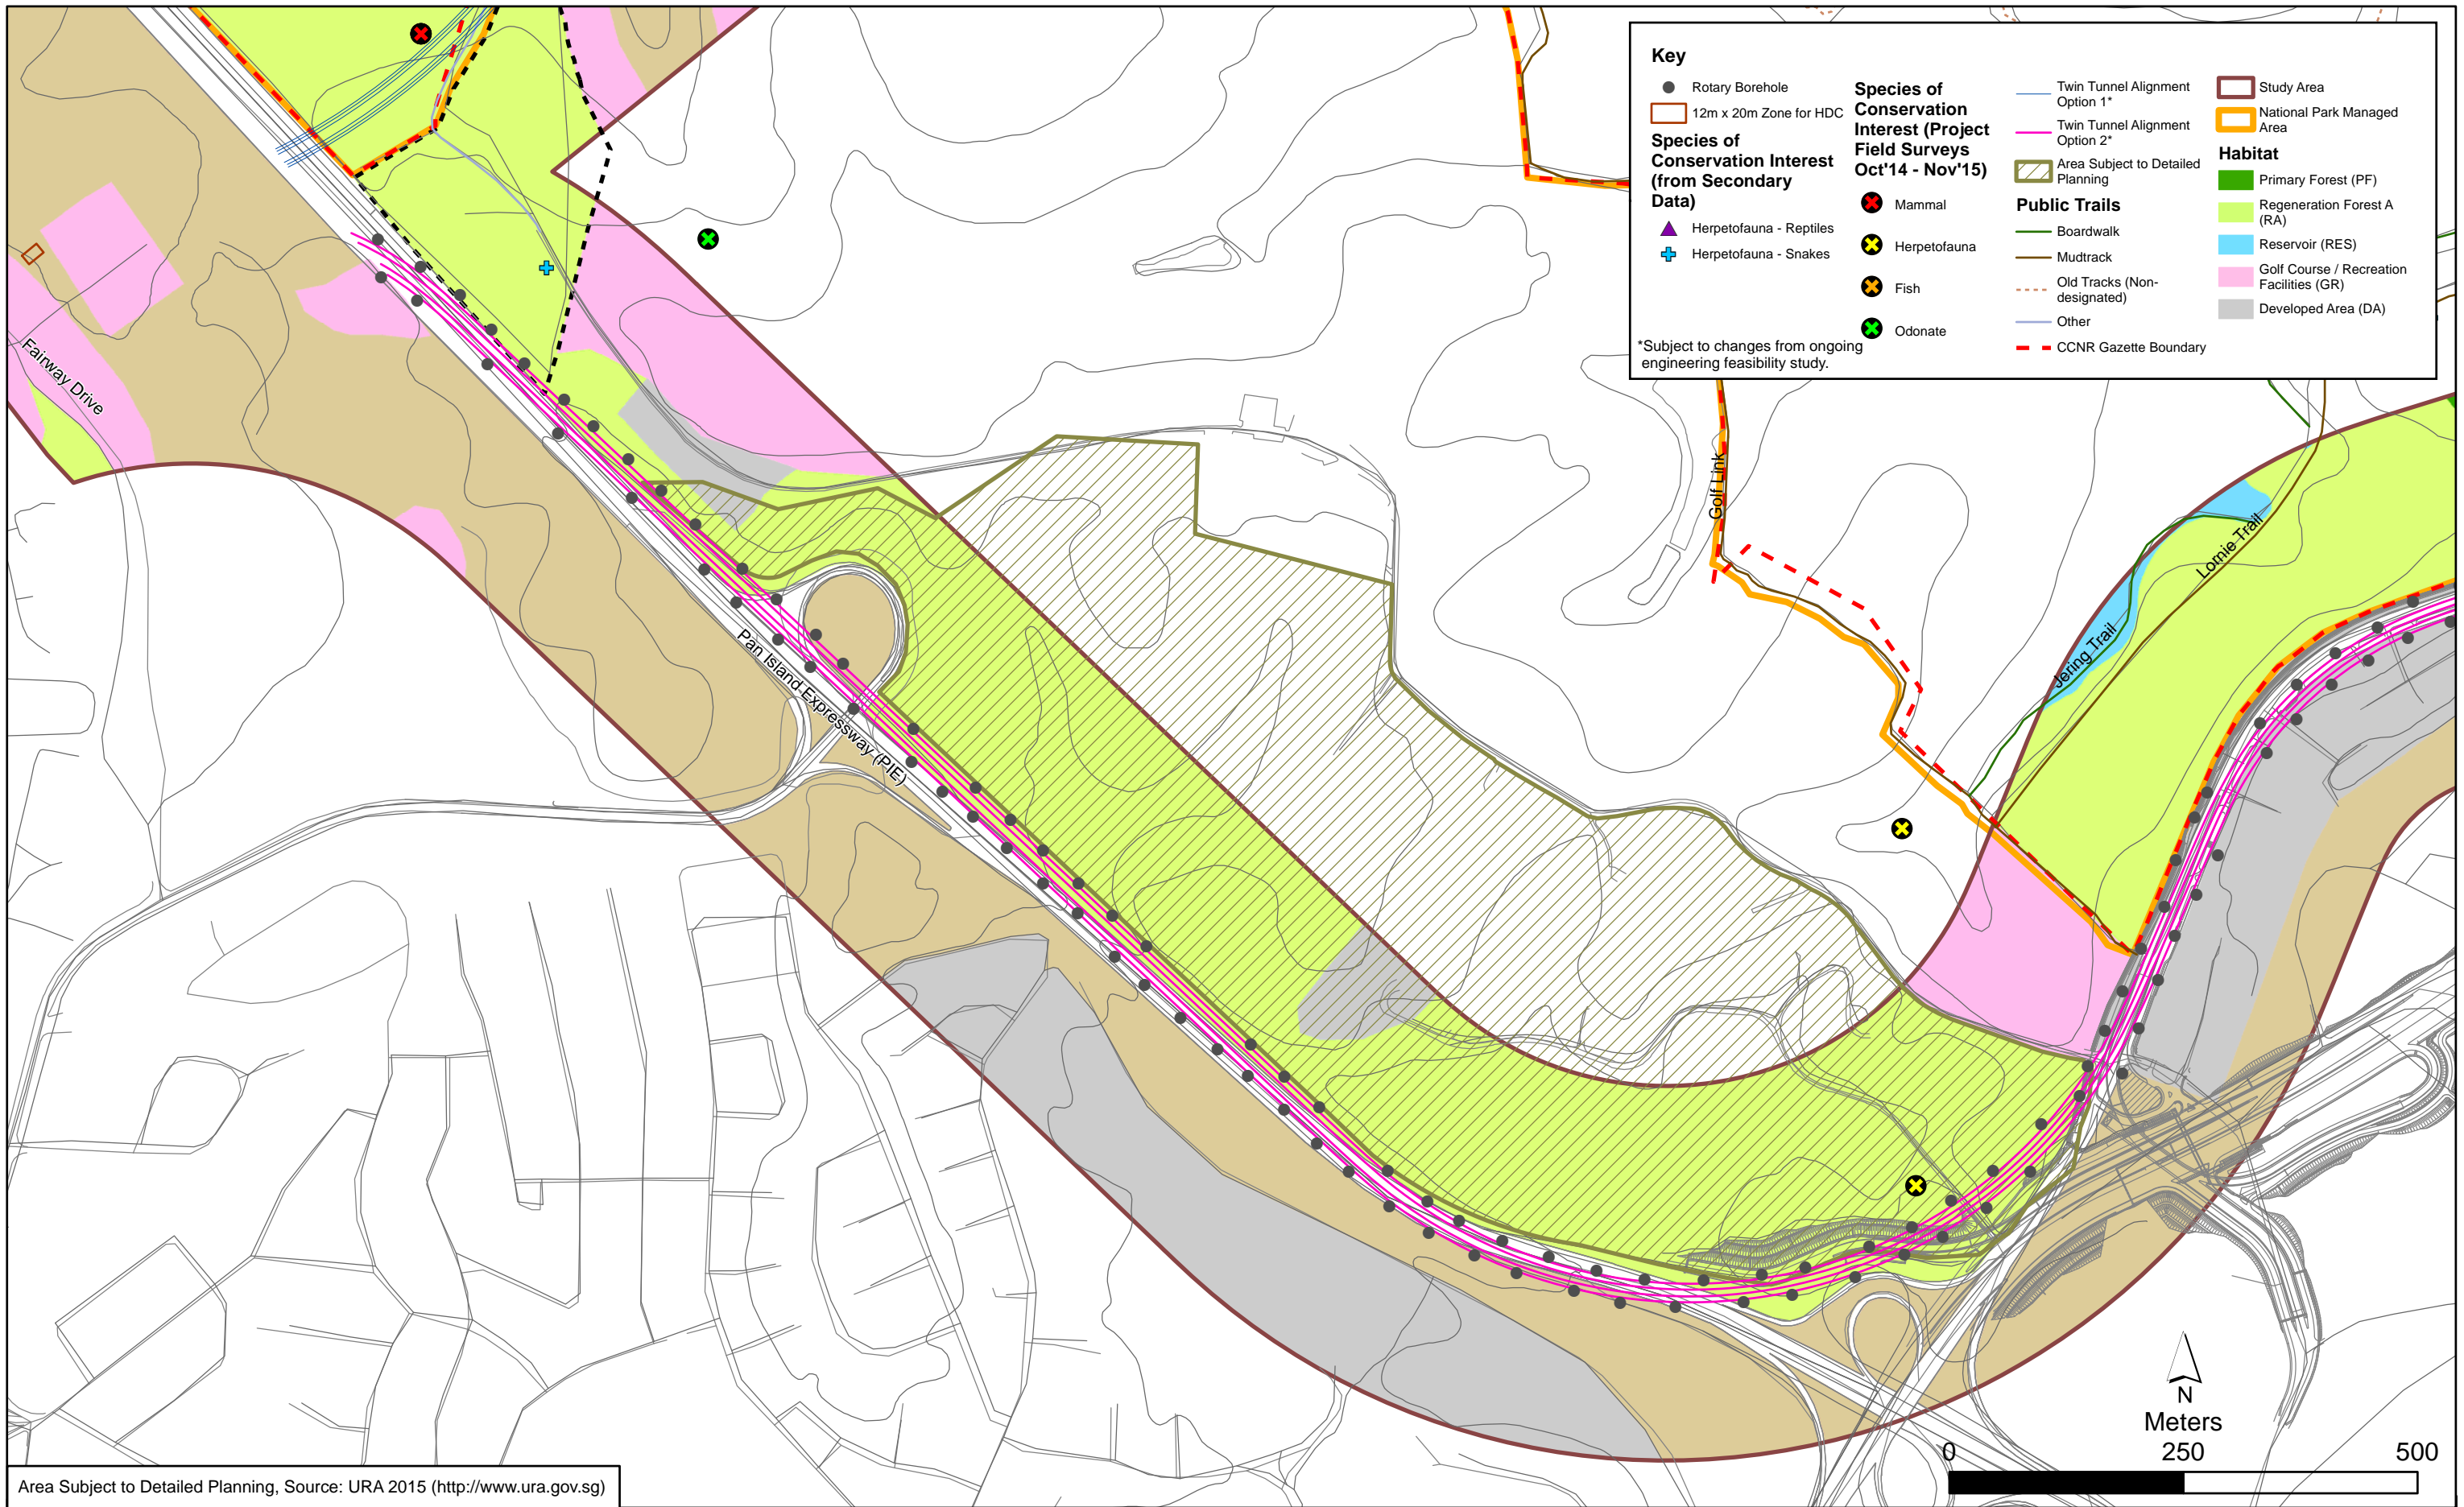 Key
Rotary Borehole
12m x 20m Zone for HDC
Species of
Conservation Interest
(from Secondary
Data)
Herpetofauna - Reptiles
Herpetofauna - Snakes
Species of
Conservation
Interest (Project
Field Surveys
Oct'14 - Nov'15)
Mammal
Herpetofauna
Fish
Odonate
*Subject to changes from ongoing
engineering feasibility study.
Twin Tunnel Alignment
Option 1*
Twin Tunnel Alignment
Option 2*
Area Subject to Detailed
Planning
Public Trails
Boardwalk
Mudtrack
Old Tracks (Non-
designated)
Other
CCNR Gazette Boundary
Study Area
National Park Managed
Area
Habitat
Primary Forest (PF)
Regeneration Forest A
(RA)
Reservoir (RES)
Golf Course / Recreation
Facilities (GR)
Developed Area (DA)
Fairway Drive
Golf Link
Lornie Trail
Jering Trail
Pan Island Expressway (PIE)
N
Meters
0 250 500
Area Subject to Detailed Planning, Source: URA 2015 (http://www.ura.gov.sg)